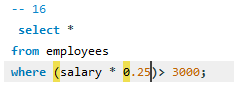 -- 16
select *
from employees
where (salary * 0.25)> 3000;